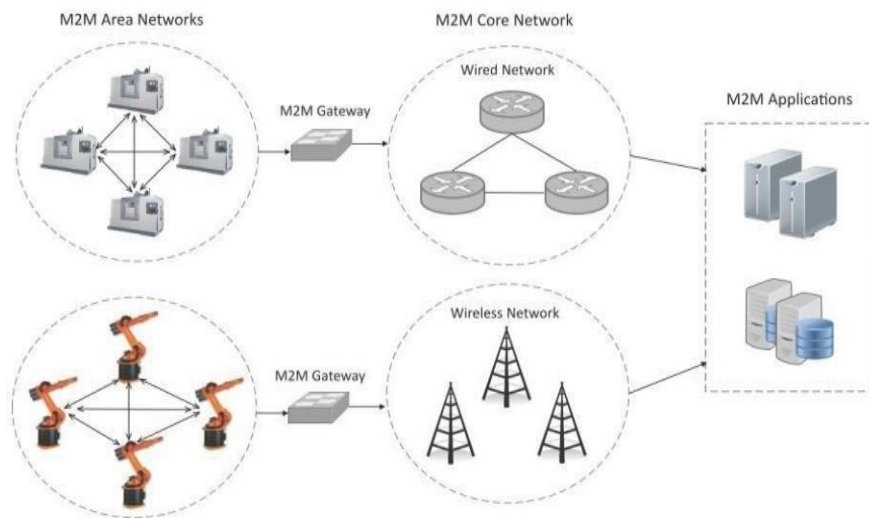 M2M Area Networks
M2M Core Network
Wired Network
M2M Gateway
M2M Applications
Wireless Network
M2M Gateway